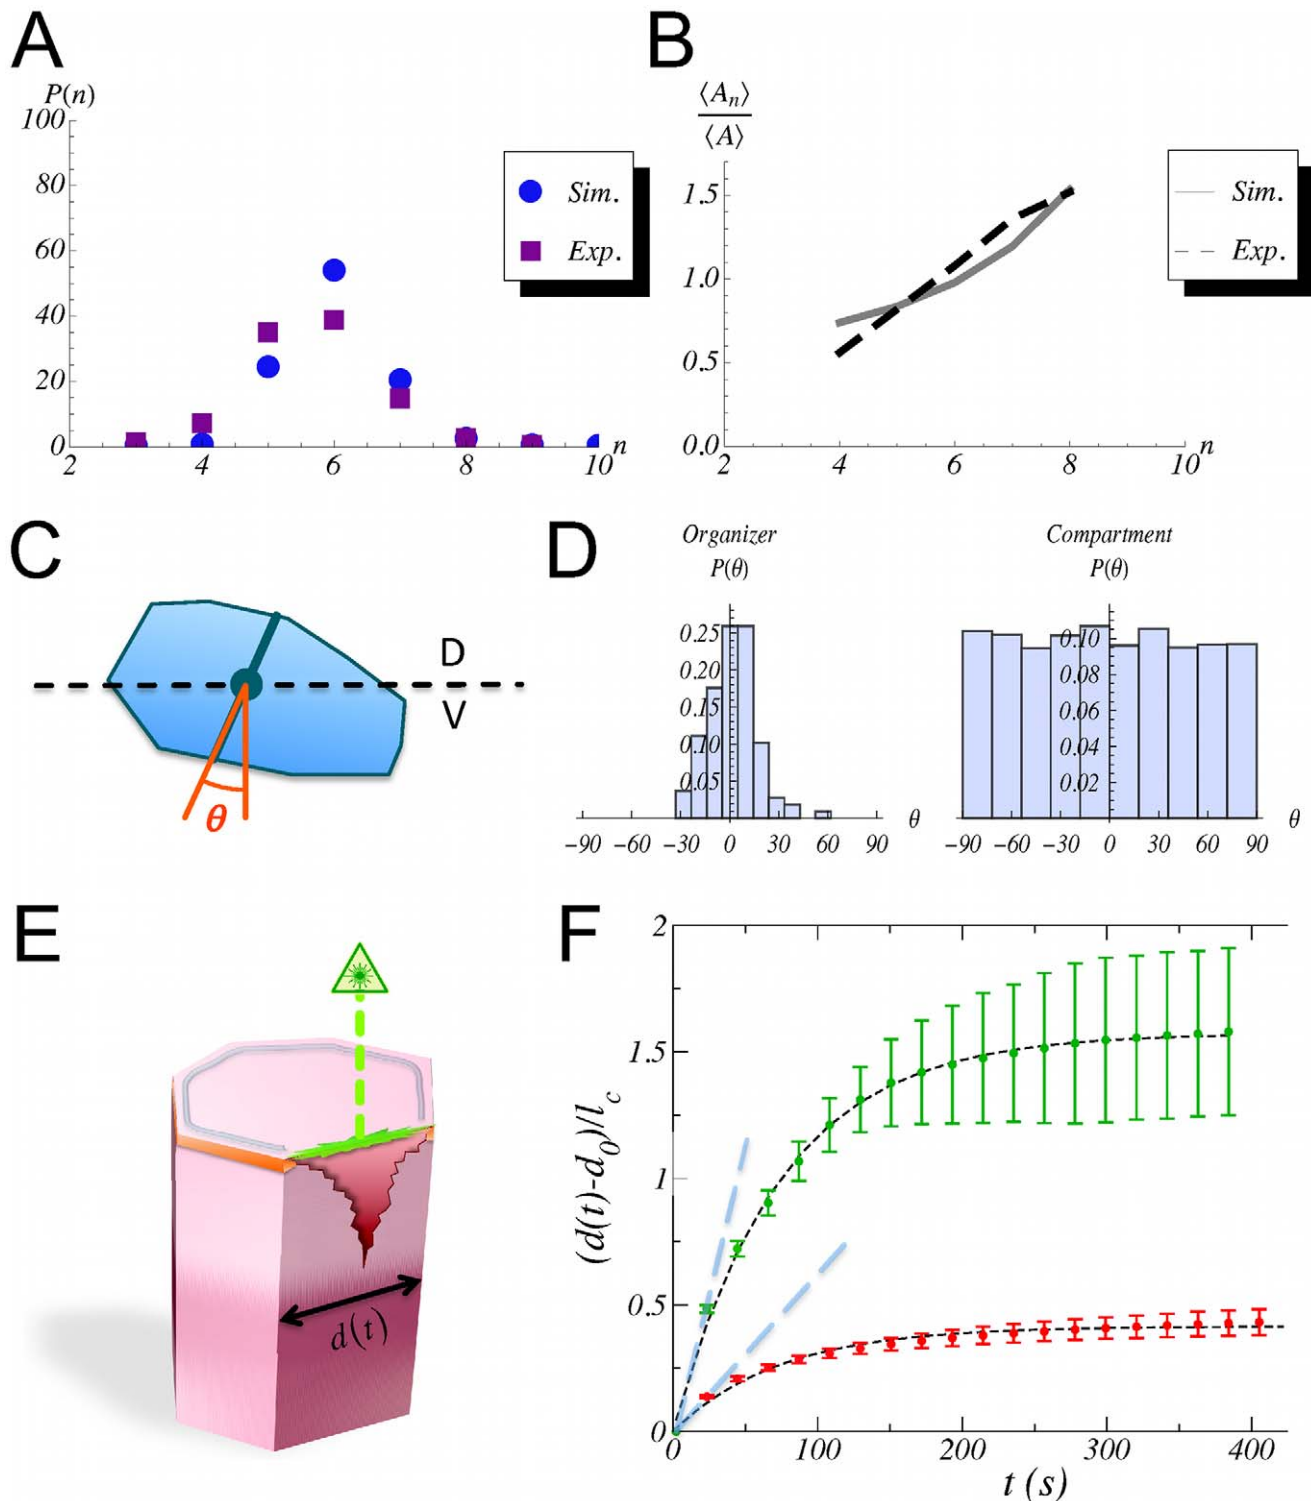 A
P(n)
100
80
60
40
20
0
2
4
6
8
10
n
Sim.
Exp.
B
⟨Aₙ⟩
⟨A⟩
1.5
1.0
0.5
0.0
2
4
6
8
10
n
Sim.
Exp.
C
D
V
θ
D
Organizer
P(θ)
0.25
0.20
0.15
0.10
0.05
−90 −60 −30 0 30 60 90
θ
Compartment
P(θ)
0.10
0.08
0.06
0.04
0.02
−90 −60 −30 0 30 60 90
θ
E
d(t)
F
(d(t)-d₀)/l_c
2
1.5
1
0.5
0
0 100 200 300 400
t (s)